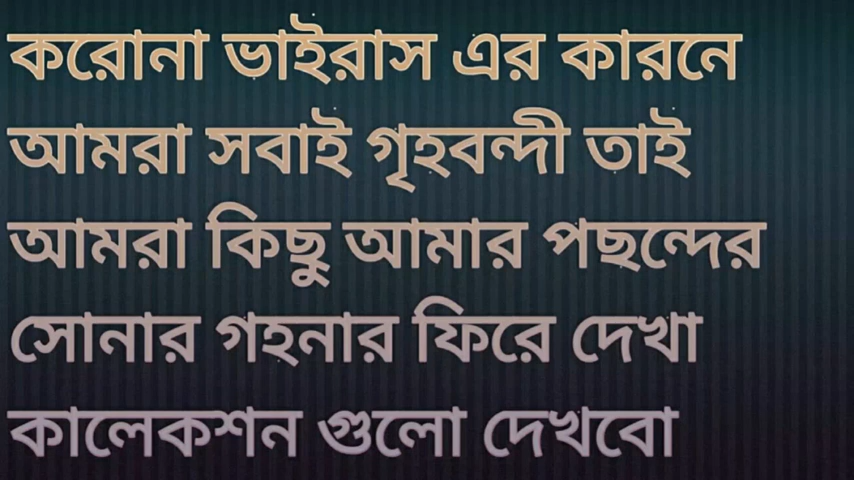 করোনা ভাইরাস এর কারনে
আমরা সবাই গৃহবন্দী তাই
আমরা কিছু আমার পছন্দের
সোনার গহনার ফিরে দেখা
কালেকশন গুলো দেখবো